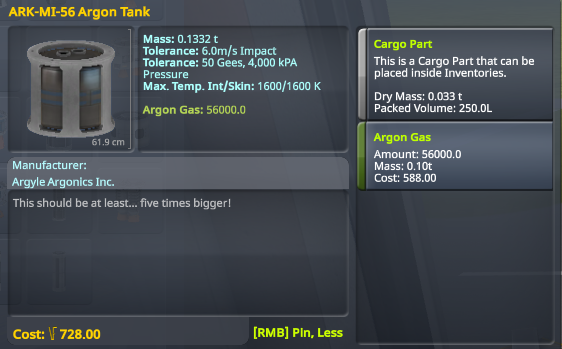 ARK-MI-56 Argon Tank
Mass: 0.1332 t
Tolerance: 6.0m/s Impact
Tolerance: 50 Gees, 4,000 kPA
Pressure
Max. Temp. Int/Skin: 1600/1600 K
Argon Gas: 56000.0
61.9 cm
Manufacturer:
Argyle Argonics Inc.
This should be at least... five times bigger!
Cost: 728.00
[RMB] Pin, Less
Cargo Part
This is a Cargo Part that can be
placed inside Inventories.
Dry Mass: 0.033 t
Packed Volume: 250.0L
Argon Gas
Amount: 56000.0
Mass: 0.10t
Cost: 588.00